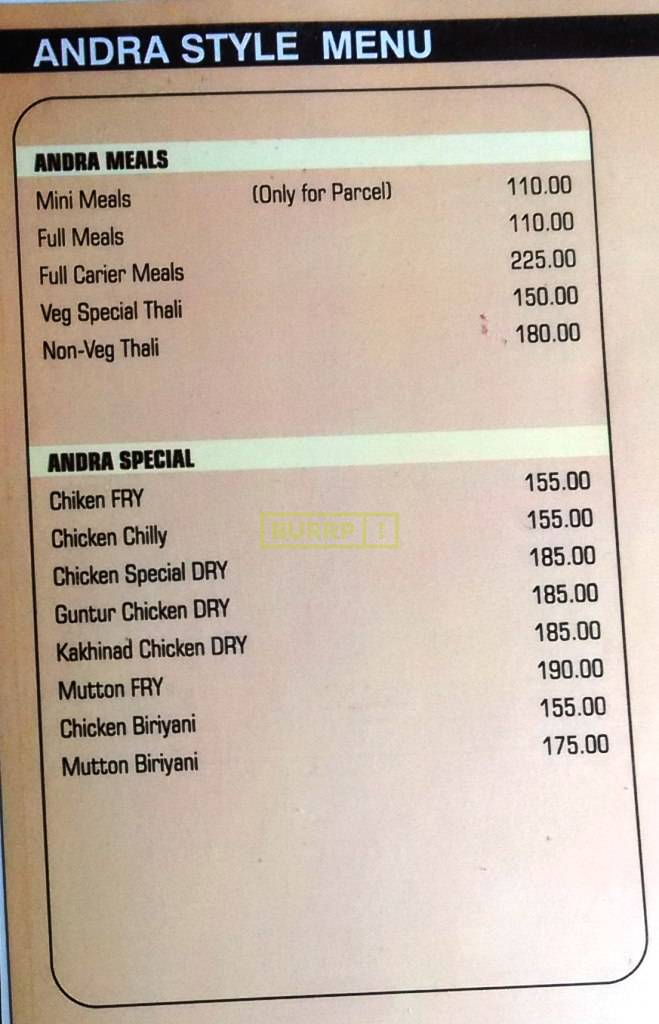 ANDRA STYLE MENU
ANDRA MEALS
Mini Meals (Only for Parcel) 110.00
Full Meals 110.00
Full Carier Meals 225.00
Veg Special Thali 150.00
Non-Veg Thali 180.00
ANDRA SPECIAL
Chiken FRY 155.00
Chicken Chilly 155.00
BURRP !
Chicken Special DRY 185.00
Guntur Chicken DRY 185.00
Kakhinad Chicken DRY 185.00
Mutton FRY 190.00
Chicken Biriyani 155.00
Mutton Biriyani 175.00